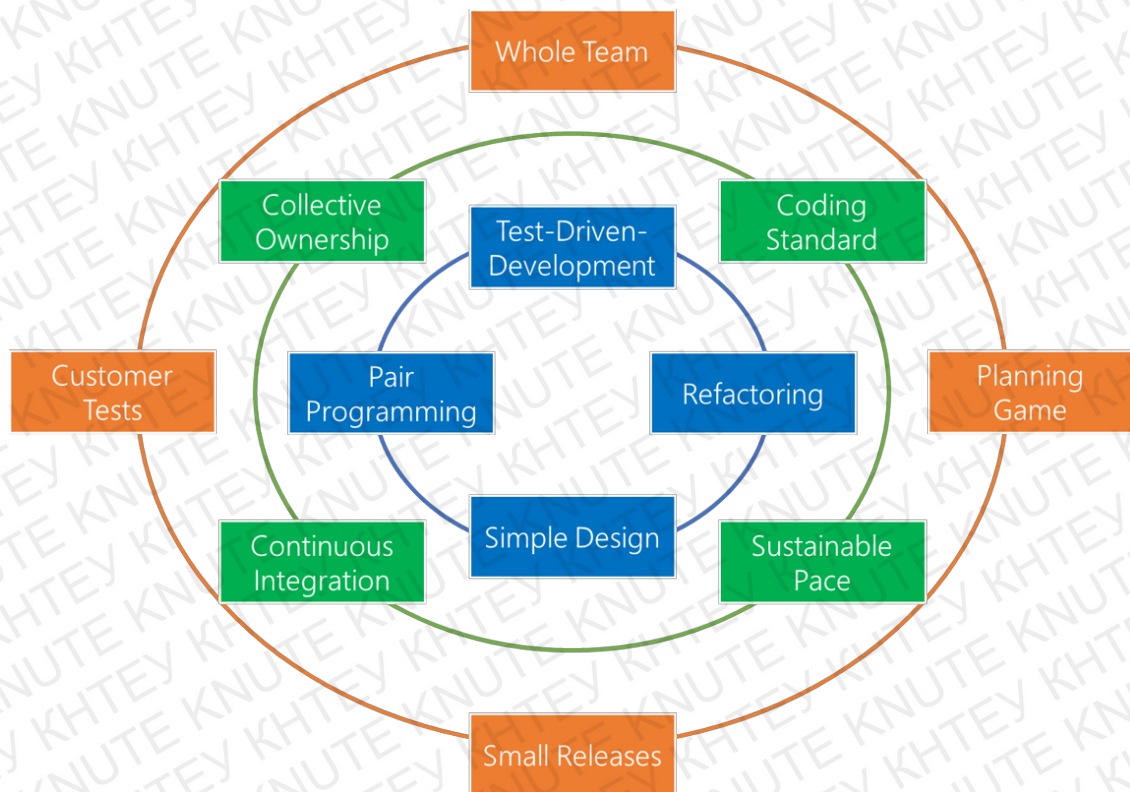 Whole Team
Collective
Ownership
Coding
Standard
Test-Driven-
Development
Customer
Tests
Pair
Programming
Refactoring
Planning
Game
Continuous
Integration
Simple Design
Sustainable
Pace
Small Releases
KNUTE КНТЕУ